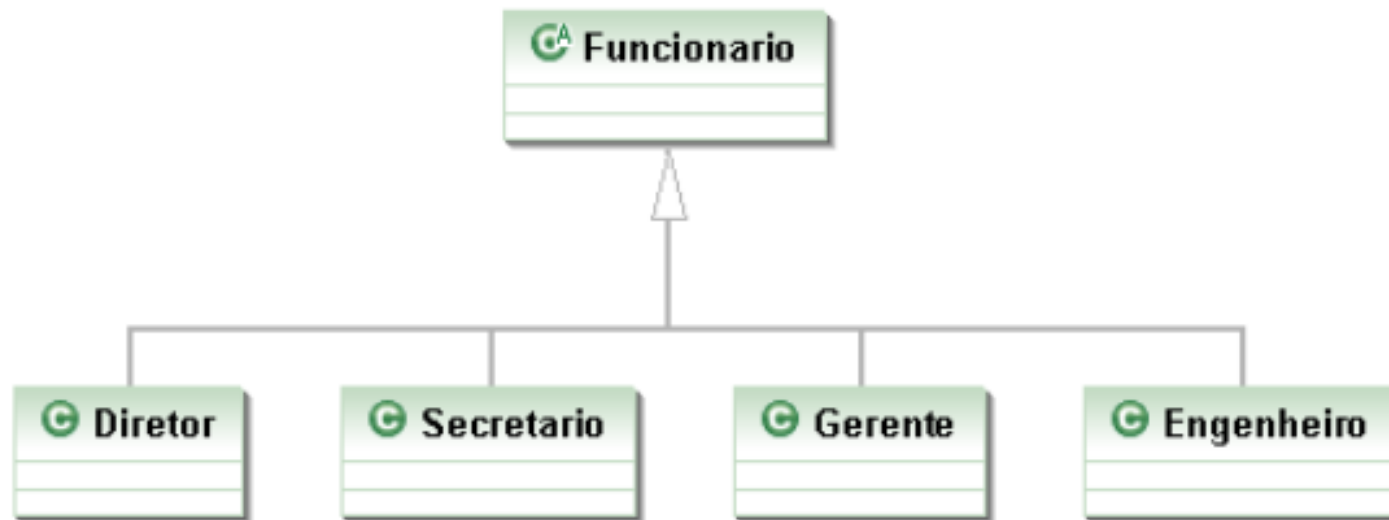 Funcionario
Diretor
Secretario
Gerente
Engenheiro